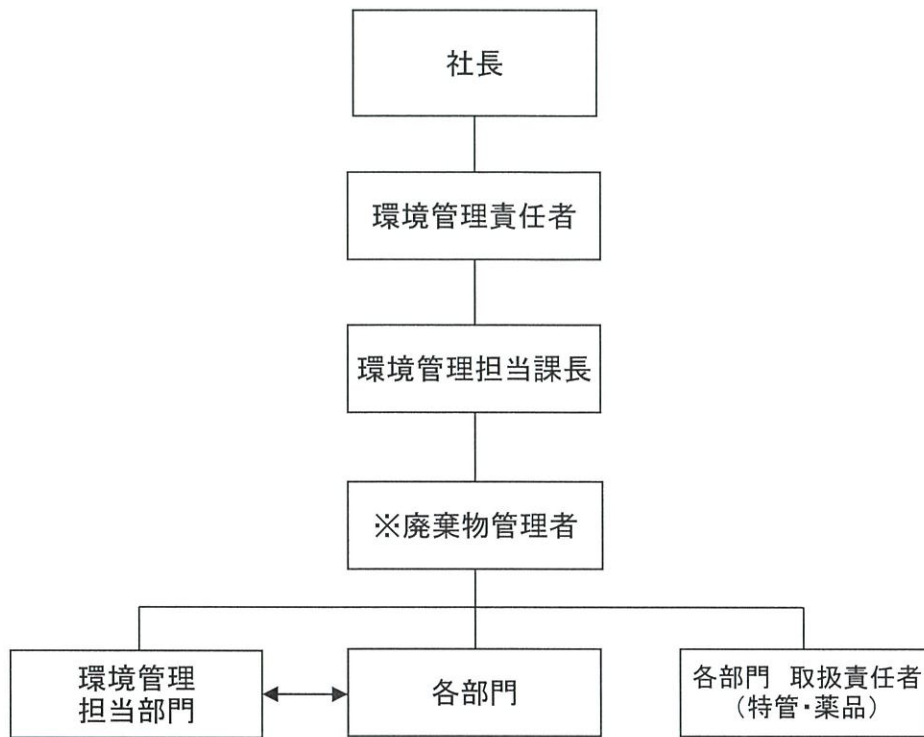 社長
環境管理責任者
環境管理担当課長
※廃棄物管理者
環境管理
担当部門
各部門
各部門 取扱責任者
（特管・薬品）